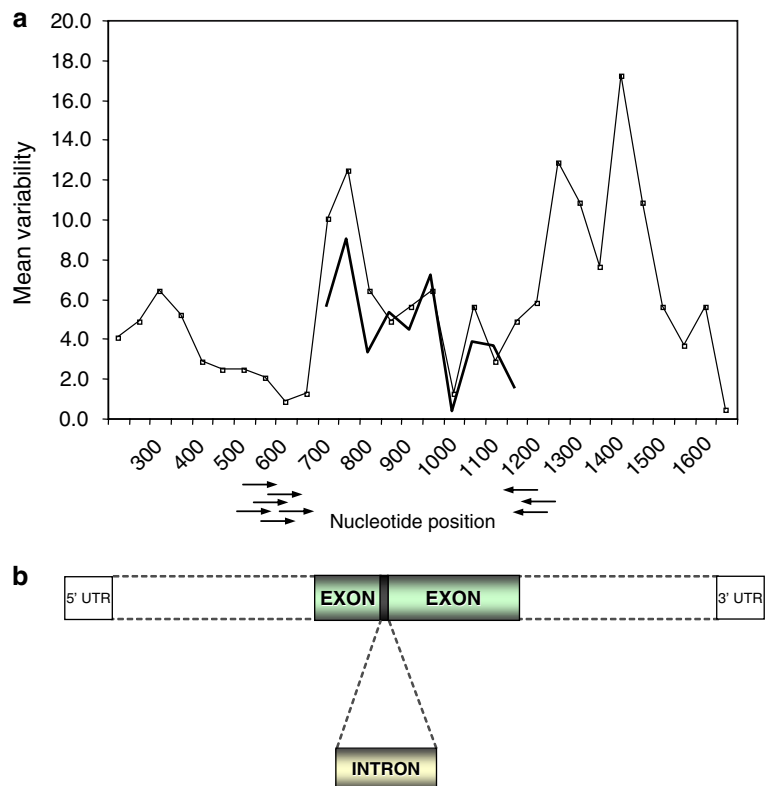 a
20.0
18.0
16.0
14.0
12.0
10.0
8.0
6.0
4.0
2.0
0.0
Mean variability
300 400 500 600 700 800 900 1000 1100 1200 1300 1400 1500 1600
Nucleotide position
b
5' UTR EXON EXON 3' UTR
INTRON